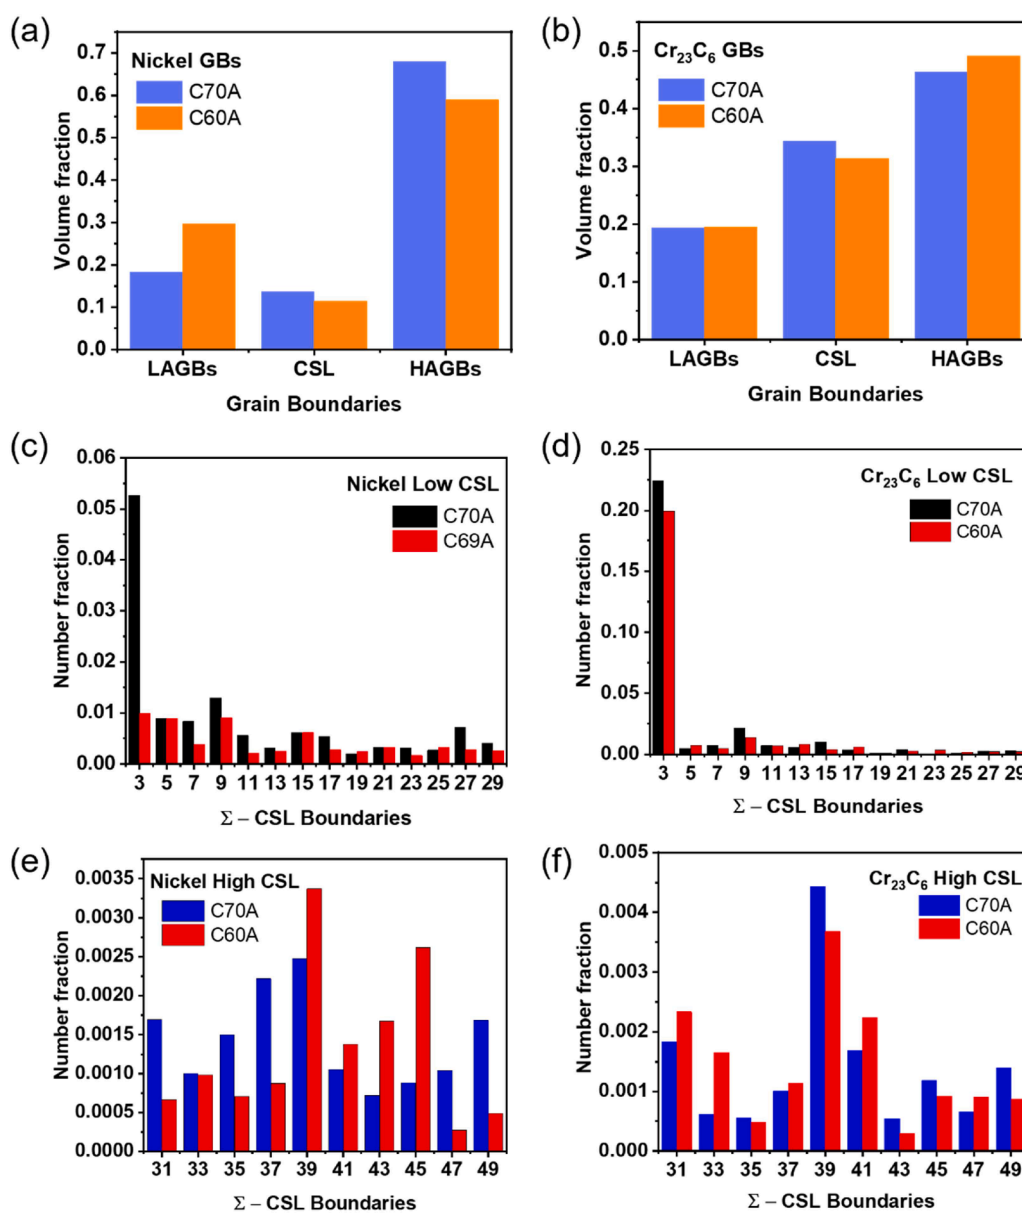 (a)
Nickel GBs
C70A
C60A
0.7
0.6
0.5
0.4
0.3
0.2
0.1
0.0
Volume fraction
LAGBs CSL HAGBs
Grain Boundaries
(b)
Cr23C6 GBs
C70A
C60A
0.5
0.4
0.3
0.2
0.1
0.0
Volume fraction
LAGBs CSL HAGBs
Grain Boundaries
(c)
Nickel Low CSL
C70A
C69A
0.06
0.05
0.04
0.03
0.02
0.01
0.00
Number fraction
3 5 7 9 11 13 15 17 19 21 23 25 27 29
Σ – CSL Boundaries
(d)
Cr23C6 Low CSL
C70A
C60A
0.25
0.20
0.15
0.10
0.05
0.00
Number fraction
3 5 7 9 11 13 15 17 19 21 23 25 27 29
Σ – CSL Boundaries
(e)
Nickel High CSL
C70A
C60A
0.0035
0.0030
0.0025
0.0020
0.0015
0.0010
0.0005
0.0000
Number fraction
31 33 35 37 39 41 43 45 47 49
Σ – CSL Boundaries
(f)
Cr23C6 High CSL
C70A
C60A
0.005
0.004
0.003
0.002
0.001
0.000
Number fraction
31 33 35 37 39 41 43 45 47 49
Σ – CSL Boundaries